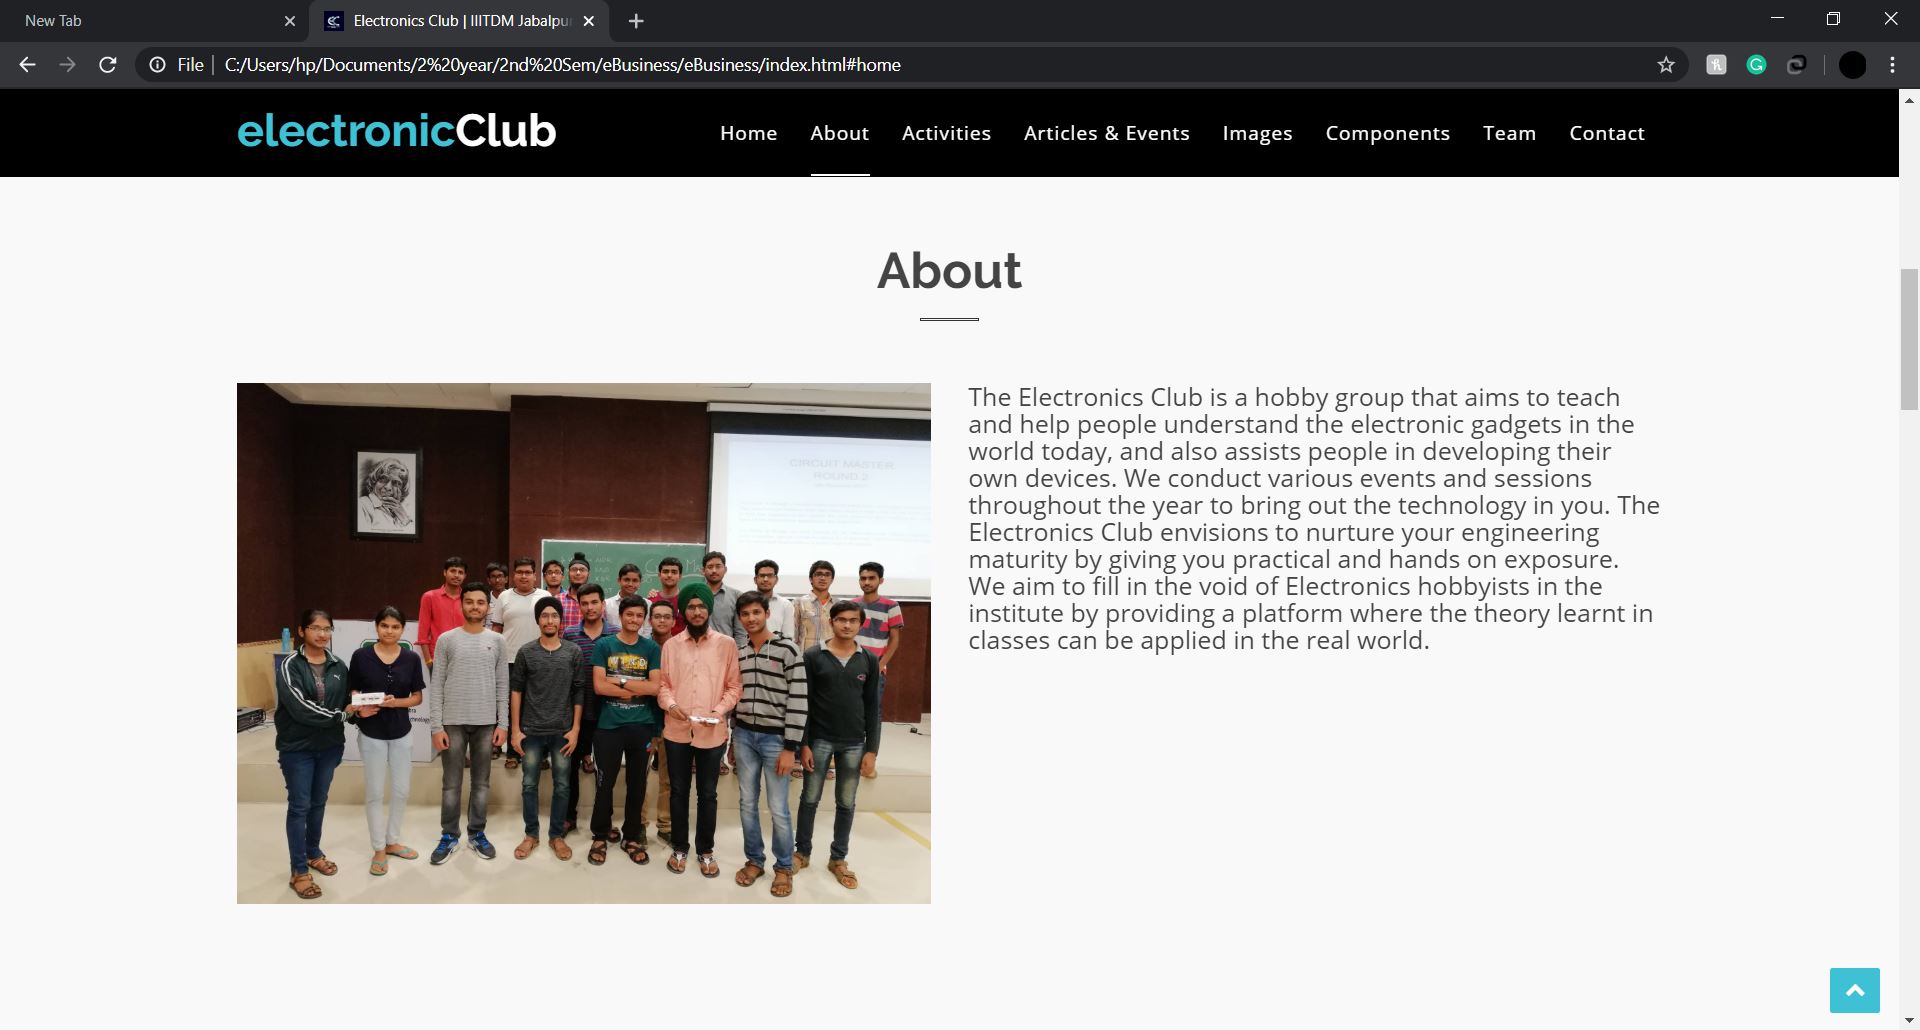 New Tab
Electronics Club | IIITDM Jabalpu
File
C:/Users/hp/Documents/2%20year/2nd%20Sem/eBusiness/eBusiness/index.html#home
electronicClub
Home
About
Activities
Articles & Events
Images
Components
Team
Contact
About
CIRCUIT MASTER
ROUND 2
The Electronics Club is a hobby group that aims to teach
and help people understand the electronic gadgets in the
world today, and also assists people in developing their
own devices. We conduct various events and sessions
throughout the year to bring out the technology in you. The
Electronics Club envisions to nurture your engineering
maturity by giving you practical and hands on exposure.
We aim to fill in the void of Electronics hobbyists in the
institute by providing a platform where the theory learnt in
classes can be applied in the real world.